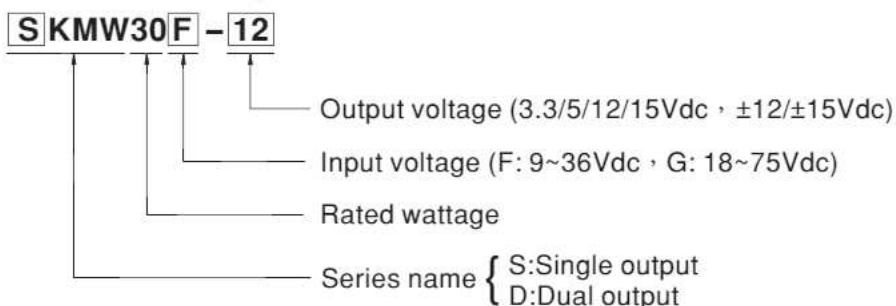 SKMW30F-12
Output voltage (3.3/5/12/15Vdc，±12/±15Vdc)
Input voltage (F: 9~36Vdc，G: 18~75Vdc)
Rated wattage
Series name { S:Single output
D:Dual output